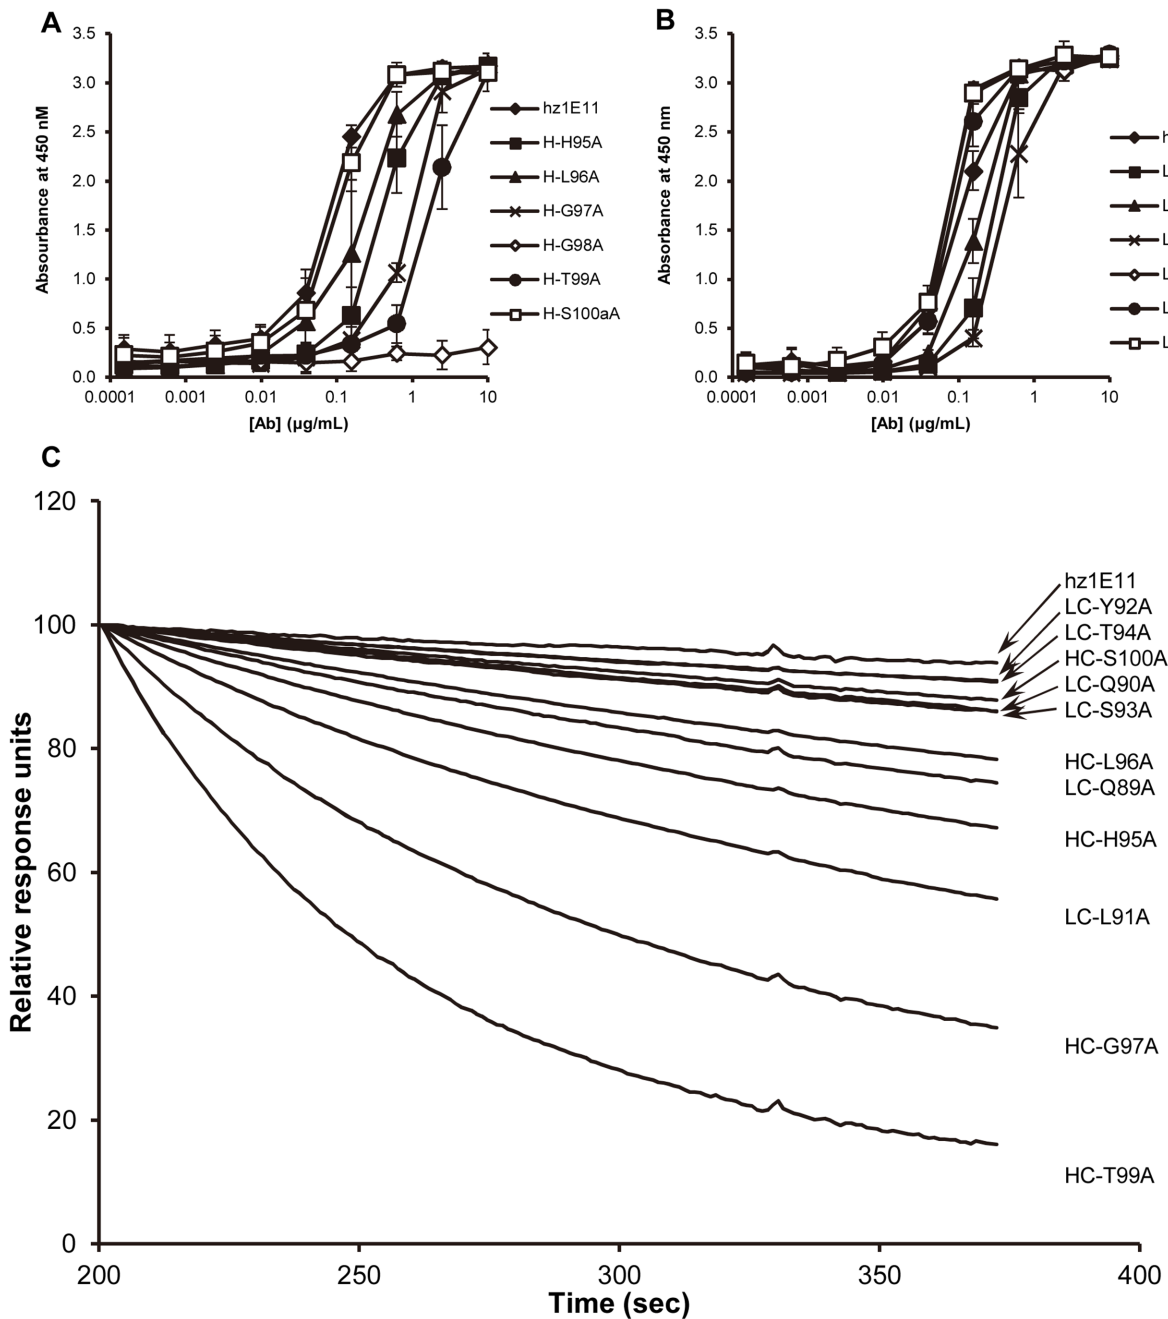 A
B
3.5
3.0
2.5
2.0
1.5
1.0
0.5
0.0
Absourbance at 450 nM
0.0001
0.001
0.01
0.1
1
10
[Ab] (µg/mL)
hz1E11
H-H95A
H-L96A
H-G97A
H-G98A
H-T99A
H-S100aA
3.5
3.0
2.5
2.0
1.5
1.0
0.5
0.0
Absorbance at 450 nm
0.0001
0.001
0.01
0.1
1
10
[Ab] (µg/mL)
h
L
L
L
L
L
L
C
120
100
80
60
40
20
0
Relative response units
200
250
300
350
400
Time (sec)
hz1E11
LC-Y92A
LC-T94A
HC-S100A
LC-Q90A
LC-S93A
HC-L96A
LC-Q89A
HC-H95A
LC-L91A
HC-G97A
HC-T99A